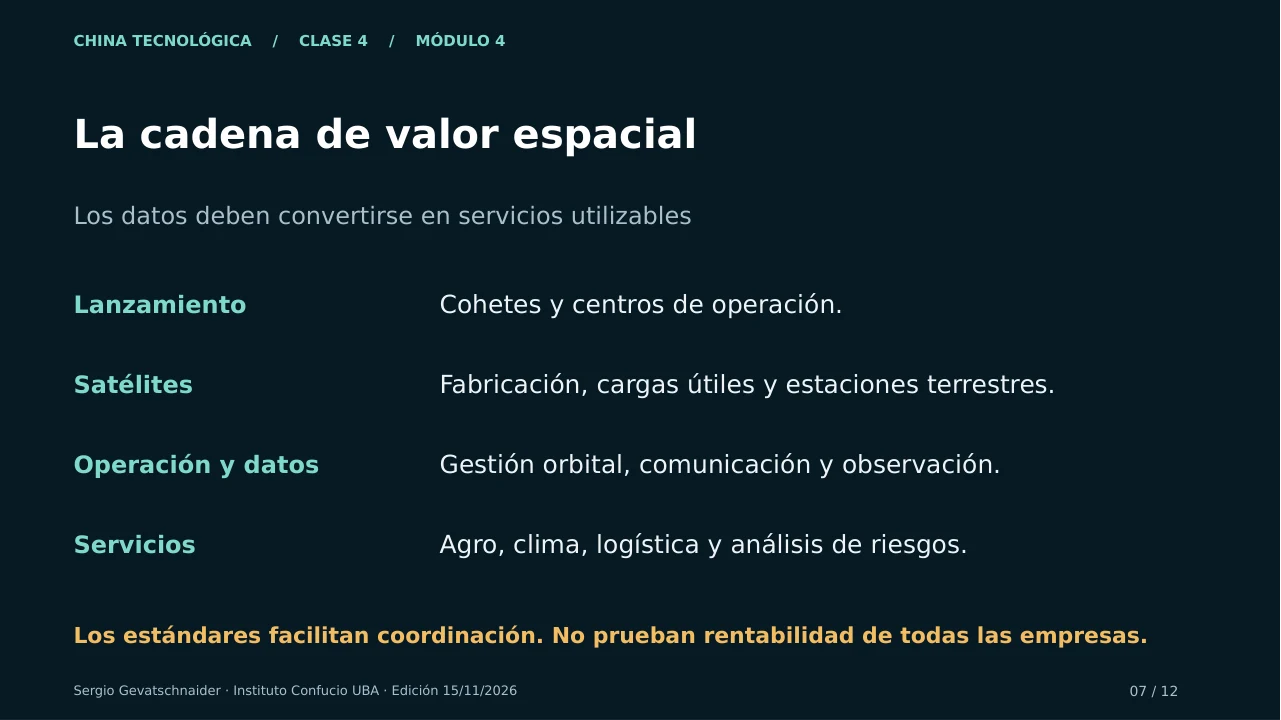 CHINA TECNOLÓGICA / CLASE 4 / MÓDULO 4
La cadena de valor espacial
Los datos deben convertirse en servicios utilizables
Lanzamiento Cohetes y centros de operación.
Satélites Fabricación, cargas útiles y estaciones terrestres.
Operación y datos Gestión orbital, comunicación y observación.
Servicios Agro, clima, logística y análisis de riesgos.
Los estándares facilitan coordinación. No prueban rentabilidad de todas las empresas.
Sergio Gevatschnaider · Instituto Confucio UBA · Edición 15/11/2026 07 / 12